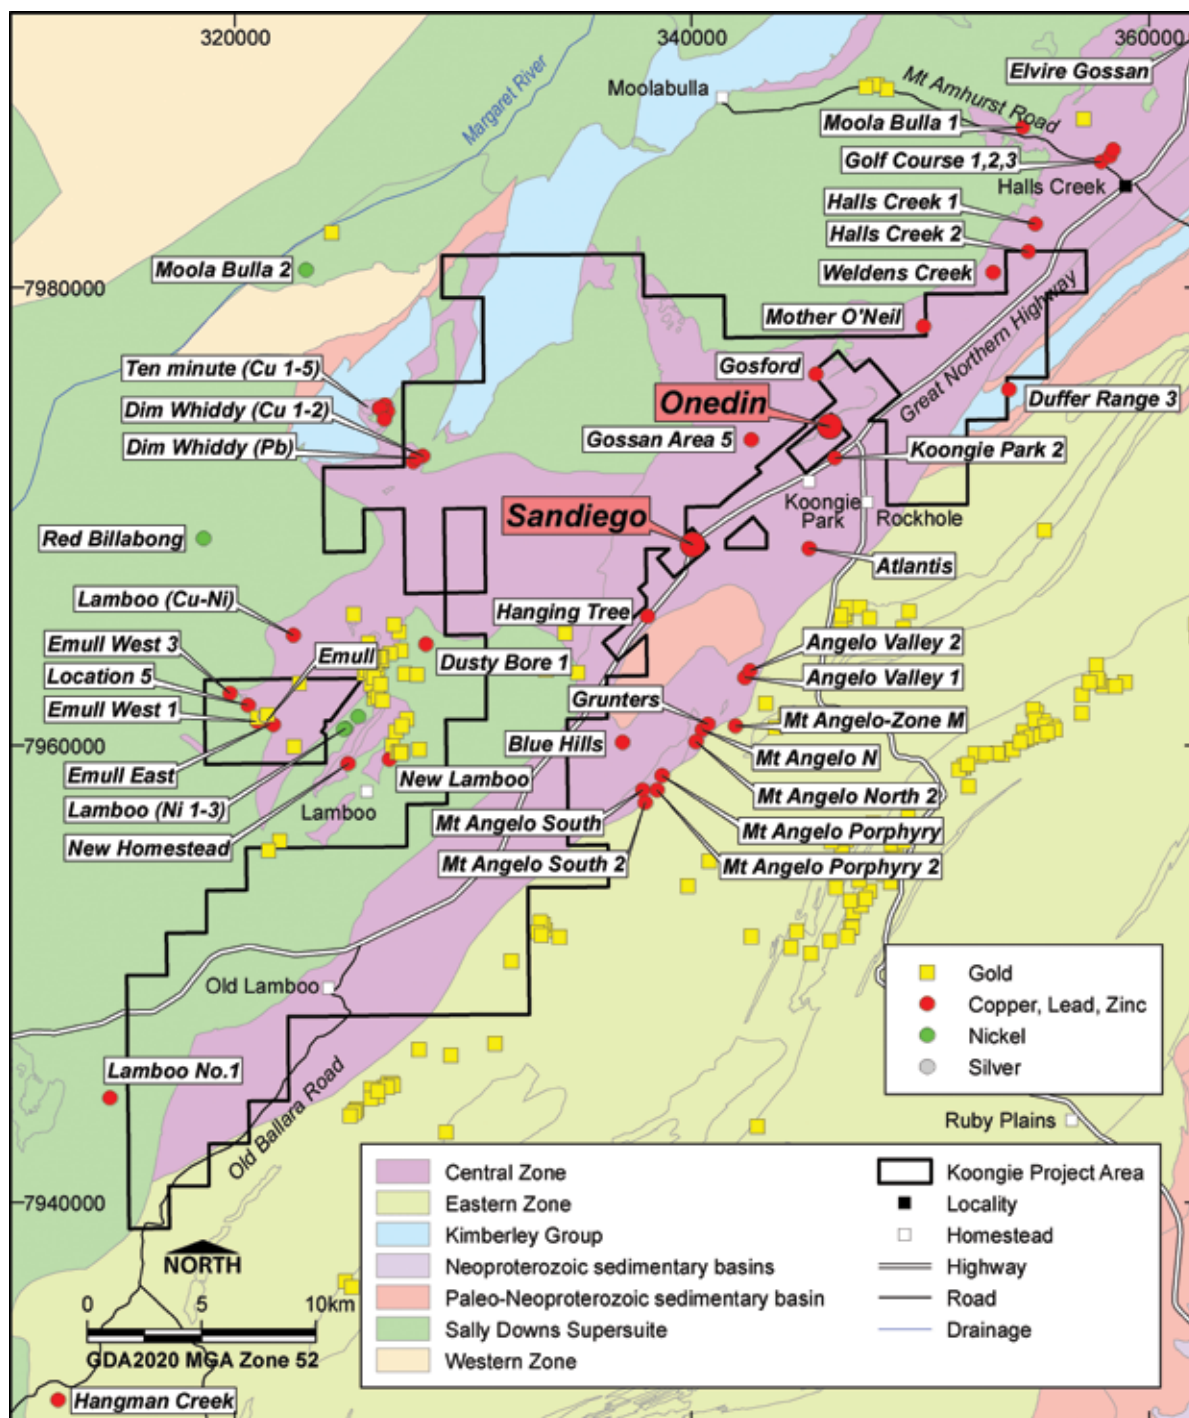 320000
340000
360000
Elvire Gossan
Moolabulla
Mt Amhurst Road
Margaret River
Moola Bulla 1
Golf Course 1,2,3
Halls Creek
Halls Creek 1
Halls Creek 2
Moola Bulla 2
Weldens Creek
7980000
Mother O'Neil
Great Northern Highway
Ten minute (Cu 1-5)
Gosford
Dim Whiddy (Cu 1-2)
Onedin
Duffer Range 3
Dim Whiddy (Pb)
Gossan Area 5
Koongie Park 2
Koongie
Park
Rockhole
Sandiego
Red Billabong
Atlantis
Lamboo (Cu-Ni)
Hanging Tree
Emull West 3
Emull
Angelo Valley 2
Location 5
Dusty Bore 1
Angelo Valley 1
Grunters
Emull West 1
Mt Angelo-Zone M
7960000
Blue Hills
Mt Angelo N
Emull East
New Lamboo
Mt Angelo North 2
Lamboo (Ni 1-3)
Lamboo
Mt Angelo South
Mt Angelo Porphyry
New Homestead
Mt Angelo South 2
Mt Angelo Porphyry 2
Gold
Copper, Lead, Zinc
Nickel
Silver
Old Lamboo
Lamboo No.1
Old Ballara Road
Ruby Plains
7940000
Central Zone
Eastern Zone
Kimberley Group
Neoproterozoic sedimentary basins
Paleo-Neoproterozoic sedimentary basin
Sally Downs Supersuite
Western Zone
Koongie Project Area
Locality
Homestead
Highway
Road
Drainage
NORTH
0 5 10km
GDA2020 MGA Zone 52
Hangman Creek